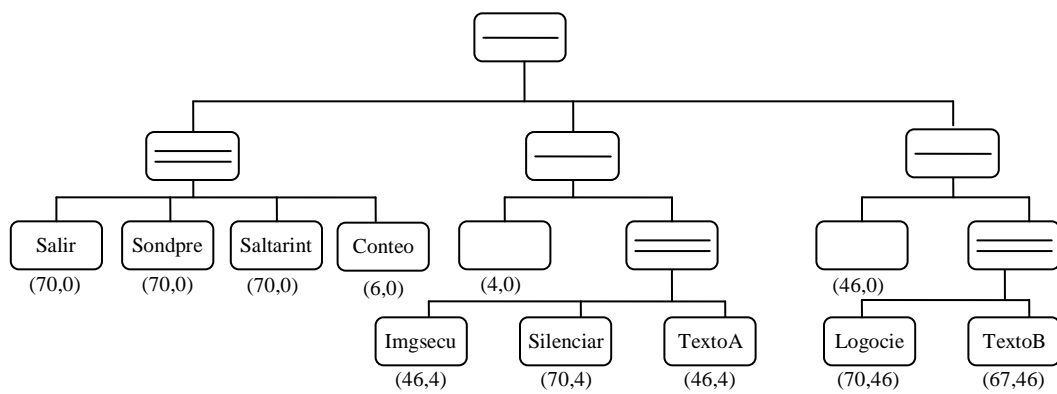 Salir Sondpre Saltarint Conteo
(70,0) (70,0) (70,0) (6,0) (4,0) (46,0)
Imgsecu Silenciar TextoA Logocie TextoB
(46,4) (70,4) (46,4) (70,46) (67,46)